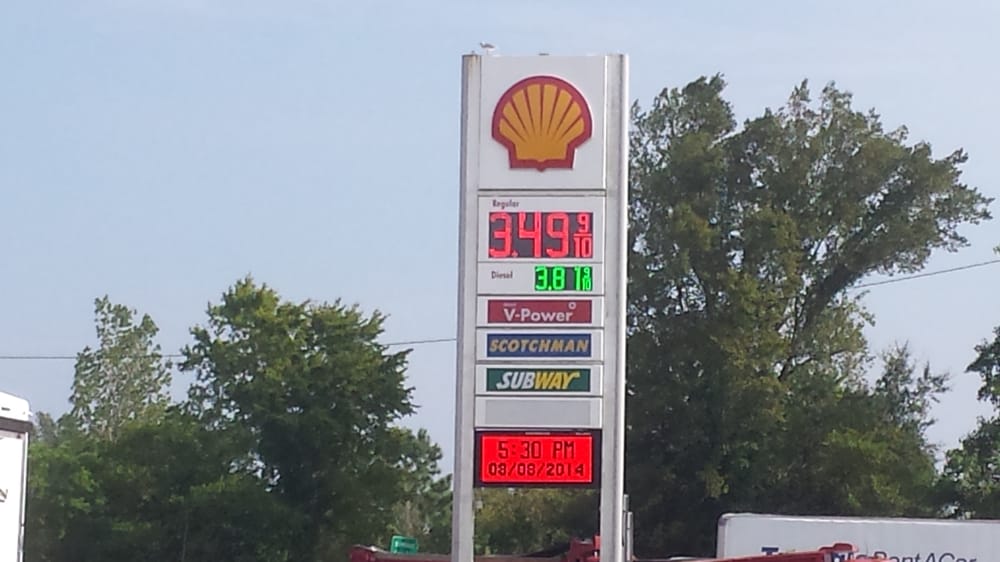 Regular
3.49 9/10
Diesel
3.81 9/10
V-Power
SCOTCHMAN
SUBWAY
5:30 PM
08/08/2014
RentACar